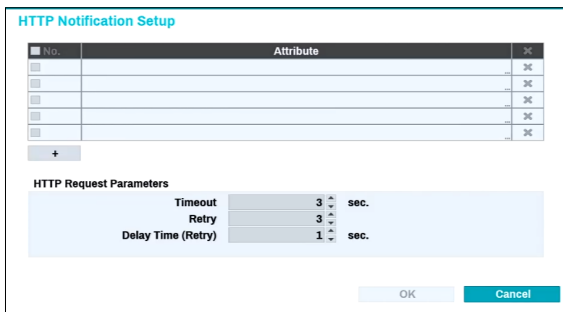 HTTP Notification Setup
No. Attribute
...
...
...
...
...
+
HTTP Request Parameters
Timeout 3 sec.
Retry 3
Delay Time (Retry) 1 sec.
OK Cancel